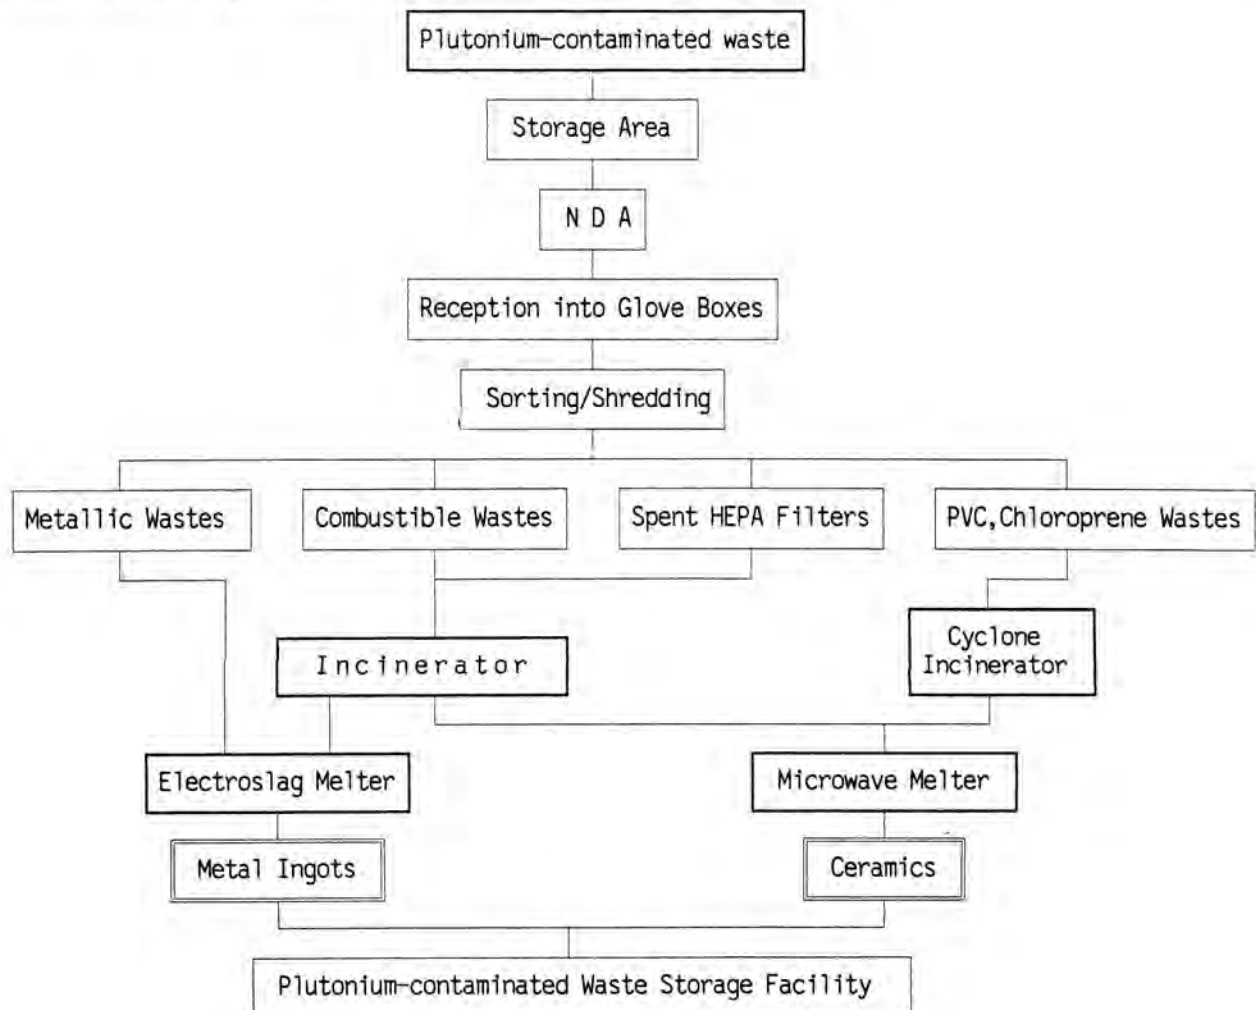 Plutonium-contaminated waste
Storage Area
N D A
Reception into Glove Boxes
Sorting/Shredding
Metallic Wastes
Combustible Wastes
Spent HEPA Filters
PVC,Chloroprene Wastes
Incinerator
Cyclone
Incinerator
Electroslag Melter
Microwave Melter
Metal Ingots
Ceramics
Plutonium-contaminated Waste Storage Facility